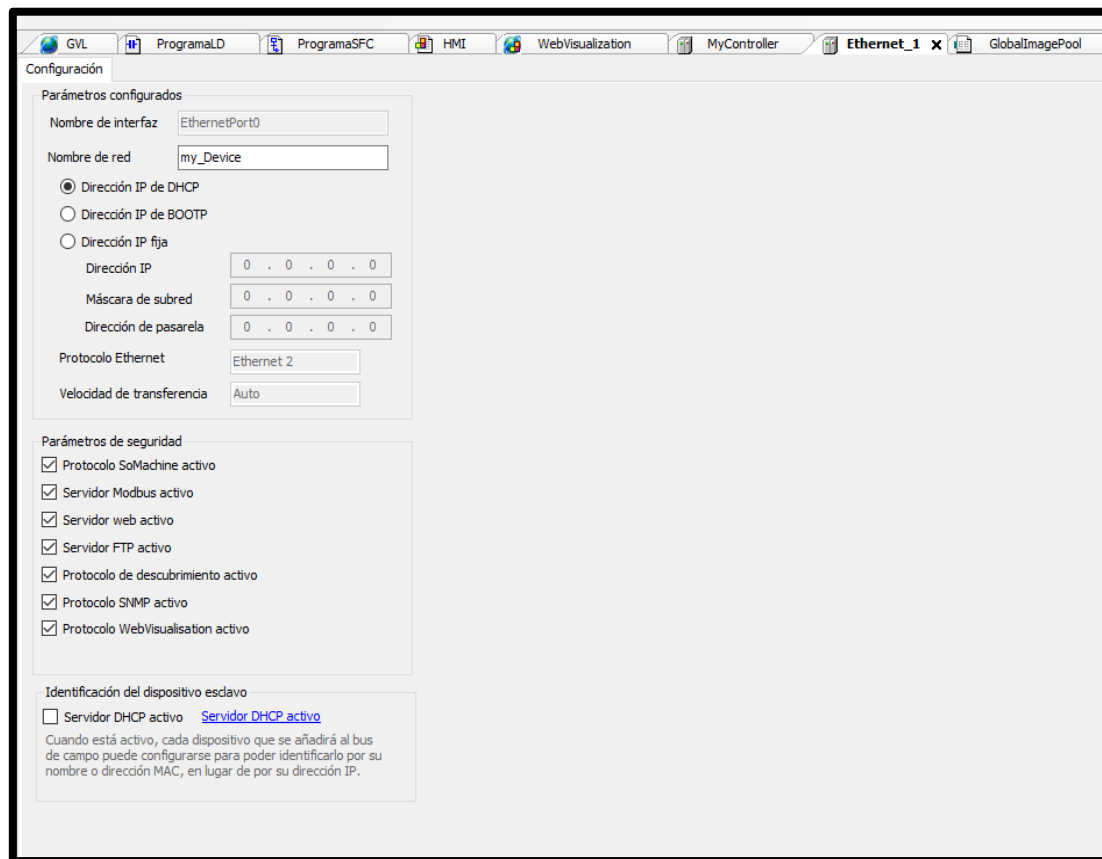 GVL ProgramaLD ProgramaSFC HMI WebVisualization MyController Ethernet_1 GlobalImagePool
Configuración
Parámetros configurados
Nombre de interfaz EthernetPort0
Nombre de red my_Device
Dirección IP de DHCP
Dirección IP de BOOTP
Dirección IP fija
Dirección IP 0 . 0 . 0 . 0
Máscara de subred 0 . 0 . 0 . 0
Dirección de pasarela 0 . 0 . 0 . 0
Protocolo Ethernet Ethernet 2
Velocidad de transferencia Auto
Parámetros de seguridad
Protocolo SoMachine activo
Servidor Modbus activo
Servidor web activo
Servidor FTP activo
Protocolo de descubrimiento activo
Protocolo SNMP activo
Protocolo WebVisualisation activo
Identificación del dispositivo esclavo
Servidor DHCP activo Servidor DHCP activo
Cuando está activo, cada dispositivo que se añadirá al bus
de campo puede configurarse para poder identificarlo por su
nombre o dirección MAC, en lugar de por su dirección IP.